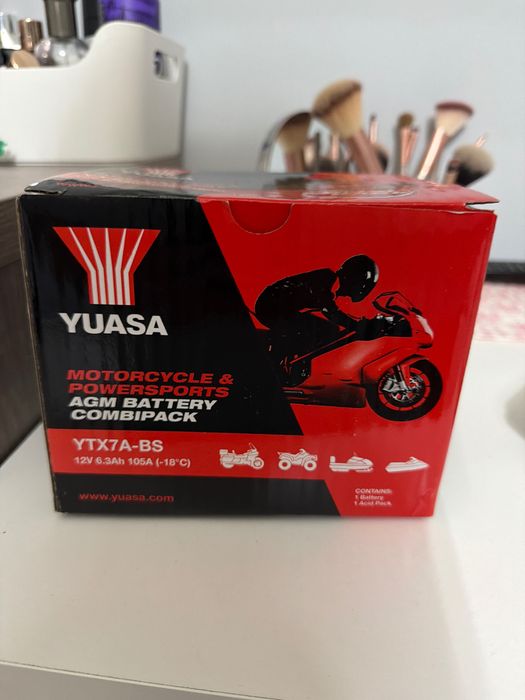 YUASA
MOTORCYCLE &
POWERSPORTS
AGM BATTERY
COMBIPACK
YTX7A-BS
12V 6.3Ah 105A (-18°C)
www.yuasa.com
CONTAINS:
1 Battery
1 Acid Pack